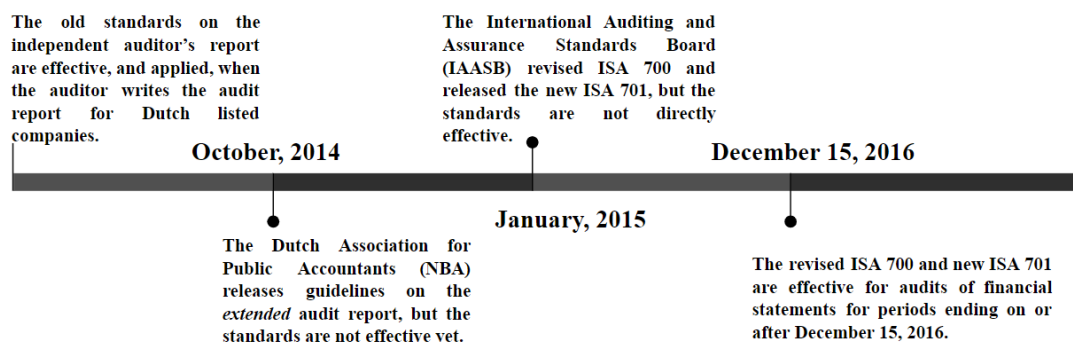 The old standards on the
independent auditor's report
are effective, and applied, when
the auditor writes the audit
report for Dutch listed
companies.
October, 2014
The Dutch Association for
Public Accountants (NBA)
releases guidelines on the
extended audit report, but the
standards are not effective yet.
The International Auditing and
Assurance Standards Board
(IAASB) revised ISA 700 and
released the new ISA 701, but the
standards are not directly
effective.
January, 2015
December 15, 2016
The revised ISA 700 and new ISA 701
are effective for audits of financial
statements for periods ending on or
after December 15, 2016.